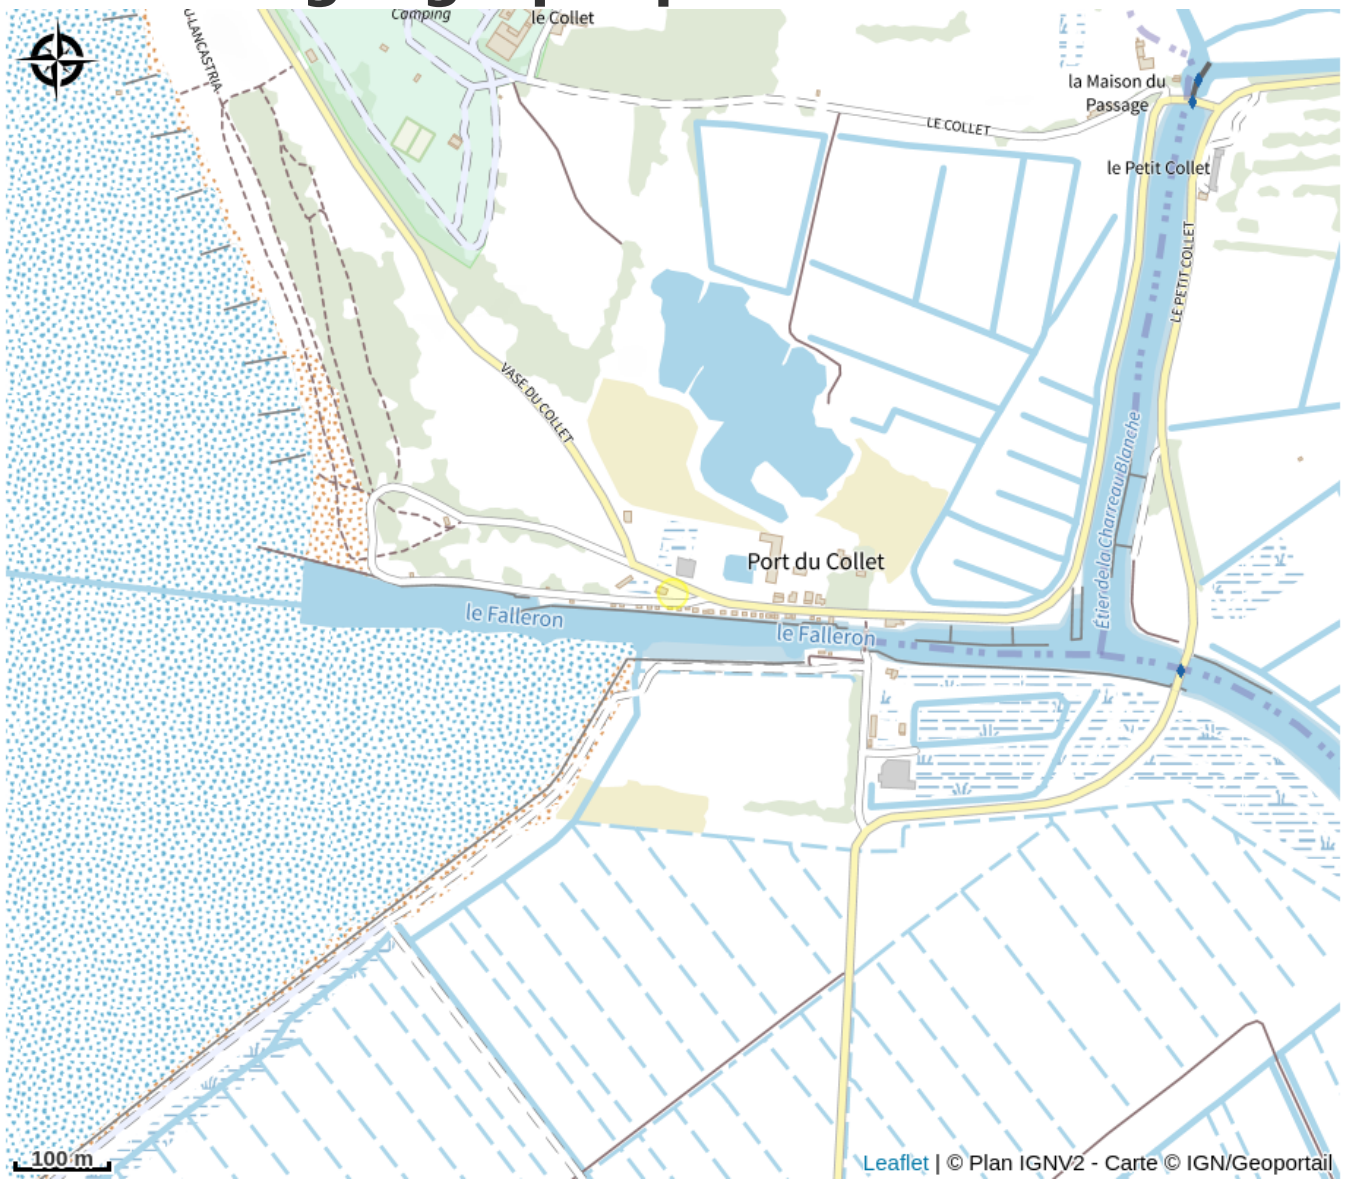 Camping
le Collet
U-LANCASTRIA
la Maison du
Passage
LE COLLET
le Petit Collet
LE PETIT COLLET
VASE DU COLLET
Étier de la Charreau Blanche
Port du Collet
le Falleron
le Falleron
100 m
Leaflet | © Plan IGNV2 - Carte © IGN/Geoportail